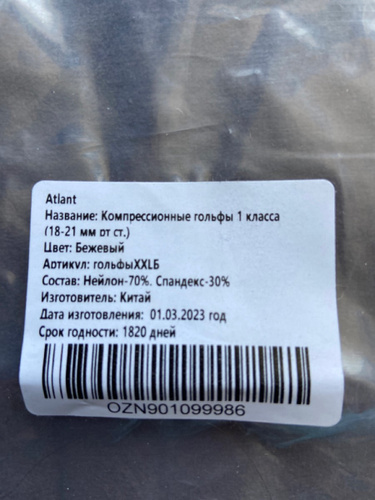 Atlant
Название: Компрессионные гольфы 1 класса
(18-21 мм рт ст.)
Цвет: Бежевый
Артикул: гольфыXXLБ
Состав: Нейлон-70%. Спандекс-30%
Изготовитель: Китай
Дата изготовления: 01.03.2023 год
Срок годности: 1820 дней
OZN901099986